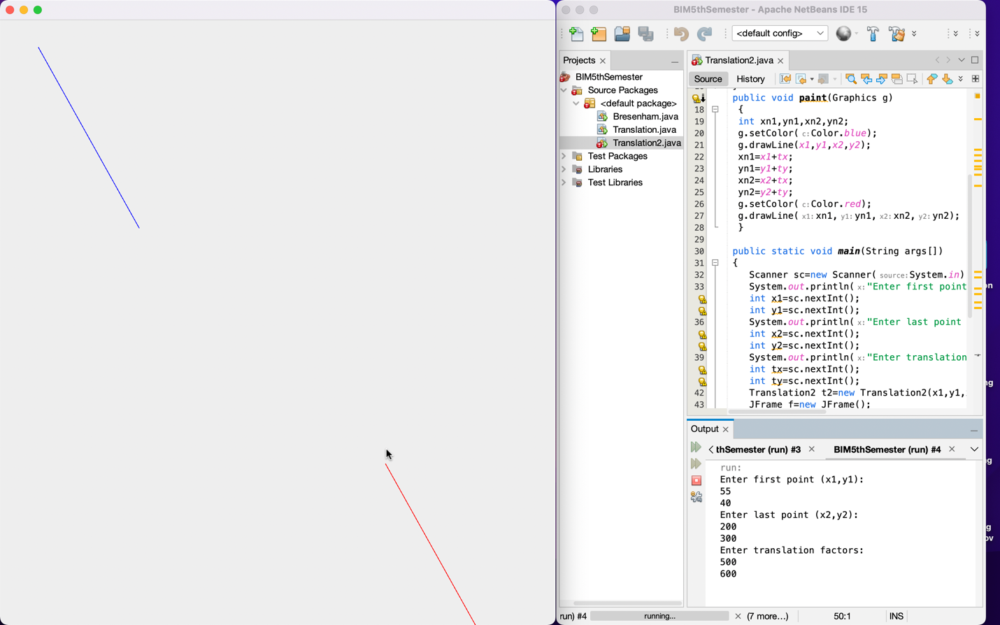 BIM5thSemester - Apache NetBeans IDE 15
<default config>
Projects
BIM5thSemester
Source Packages
<default package>
Bresenham.java
Translation.java
Translation2.java
Test Packages
Libraries
Test Libraries
Translation2.java
Source History
public void paint(Graphics g)
18 {
19 int xn1,yn1,xn2,yn2;
20 g.setColor( c:Color.blue);
21 g.drawLine(x1,y1,x2,y2);
22 xn1=x1+tx;
23 yn1=y1+ty;
24 xn2=x2+tx;
25 yn2=y2+ty;
26 g.setColor( c:Color.red);
27 g.drawLine( x1: xn1, y1: yn1, x2: xn2, y2: yn2);
28 }
29
30 public static void main(String args[])
31 {
32 Scanner sc=new Scanner( source:System.in)
33 System.out.println( x:"Enter first point
int x1=sc.nextInt();
int y1=sc.nextInt();
36 System.out.println( x:"Enter last point
int x2=sc.nextInt();
int y2=sc.nextInt();
39 System.out.println( x:"Enter translation
int tx=sc.nextInt();
int ty=sc.nextInt();
42 Translation2 t2=new Translation2(x1,y1,
43 JFrame f=new JFrame();
Output
thSemester (run) #3 BIM5thSemester (run) #4
run:
Enter first point (x1,y1):
55
40
Enter last point (x2,y2):
200
300
Enter translation factors:
500
600
run) #4 running... (7 more...) 50:1 INS